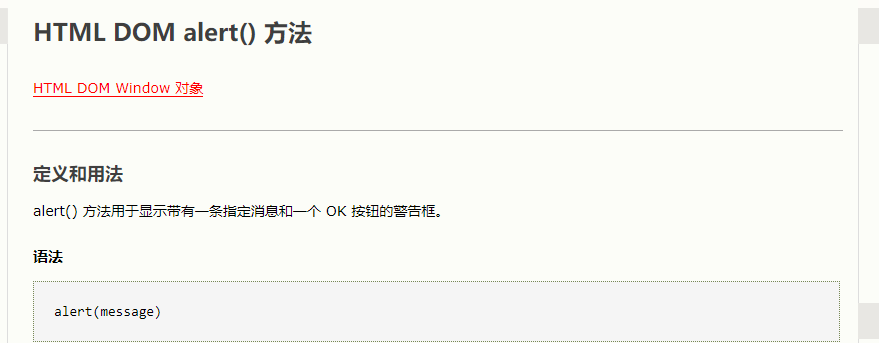 HTML DOM alert() 方法
HTML DOM Window 对象
定义和用法
alert() 方法用于显示带有一条指定消息和一个 OK 按钮的警告框。
语法
alert(message)